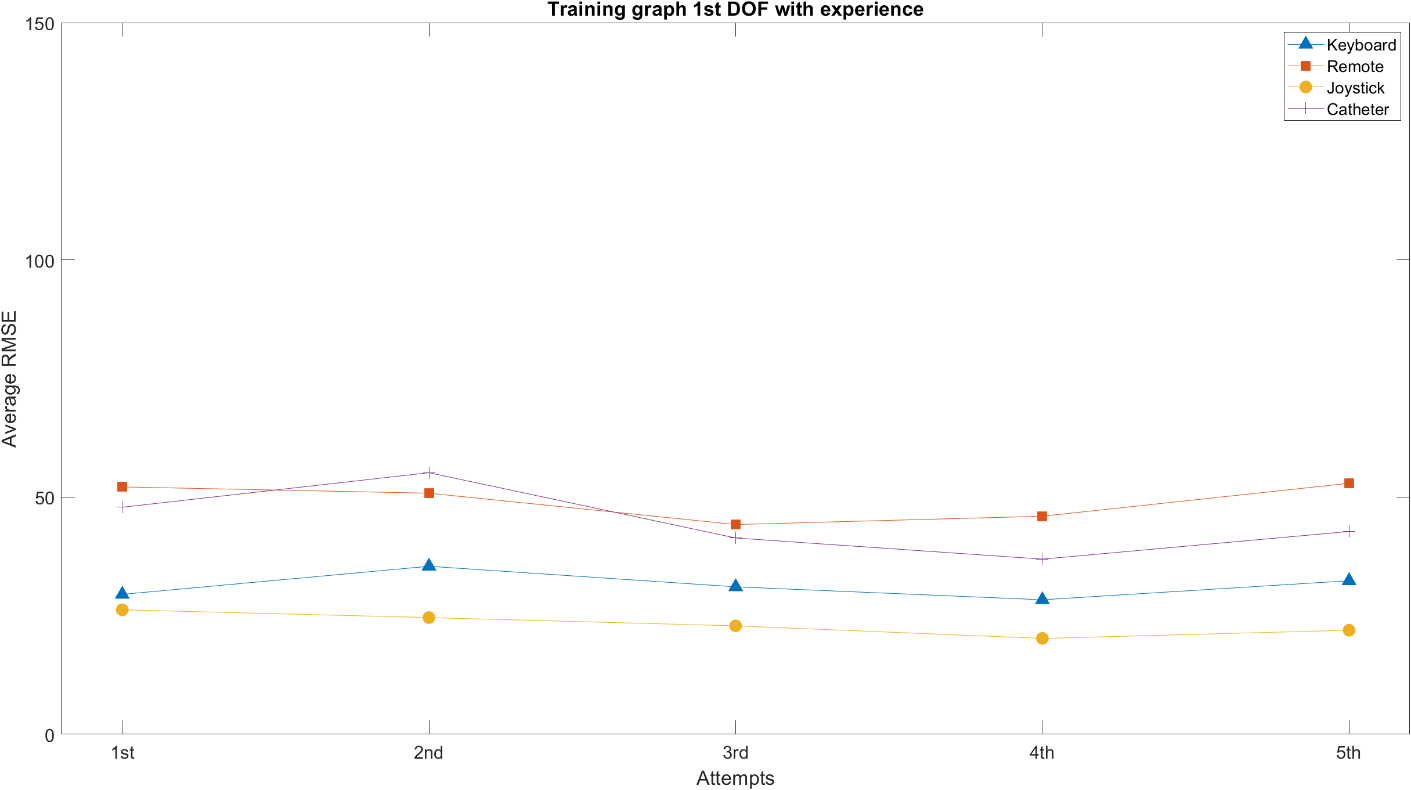 Training graph 1st DOF with experience
150
100
50
0
Average RMSE
Keyboard
Remote
Joystick
Catheter
1st 2nd 3rd 4th 5th
Attempts